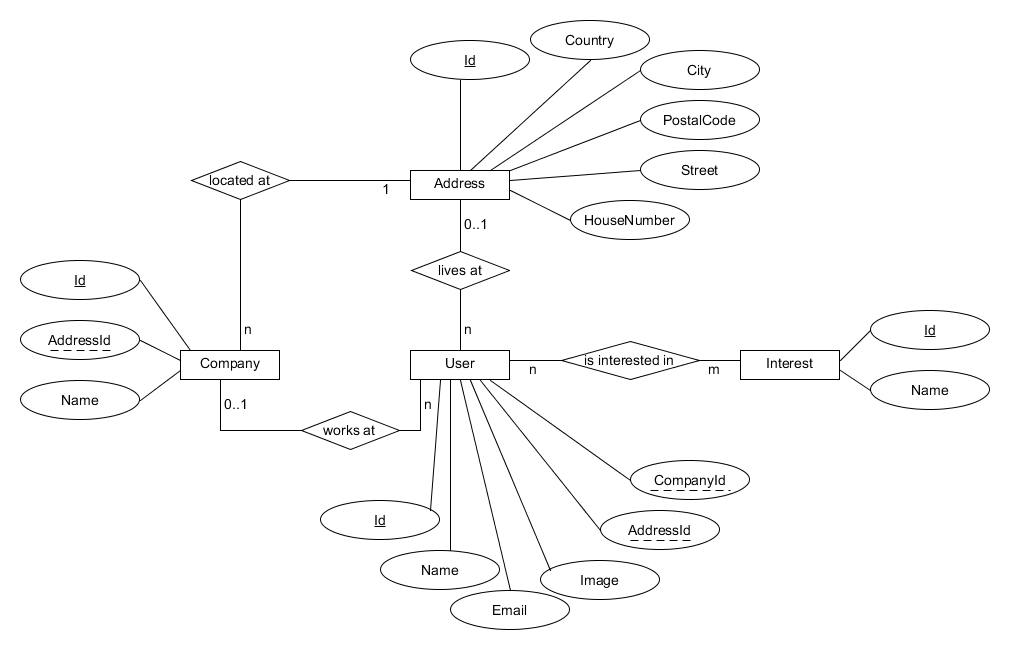 Country
Id
City
PostalCode
located at
Address
Street
1
HouseNumber
0..1
lives at
Id
n
n
AddressId
Company
User
is interested in
Interest
Id
n
m
Name
Name
0..1
n
works at
CompanyId
Id
AddressId
Name
Image
Email